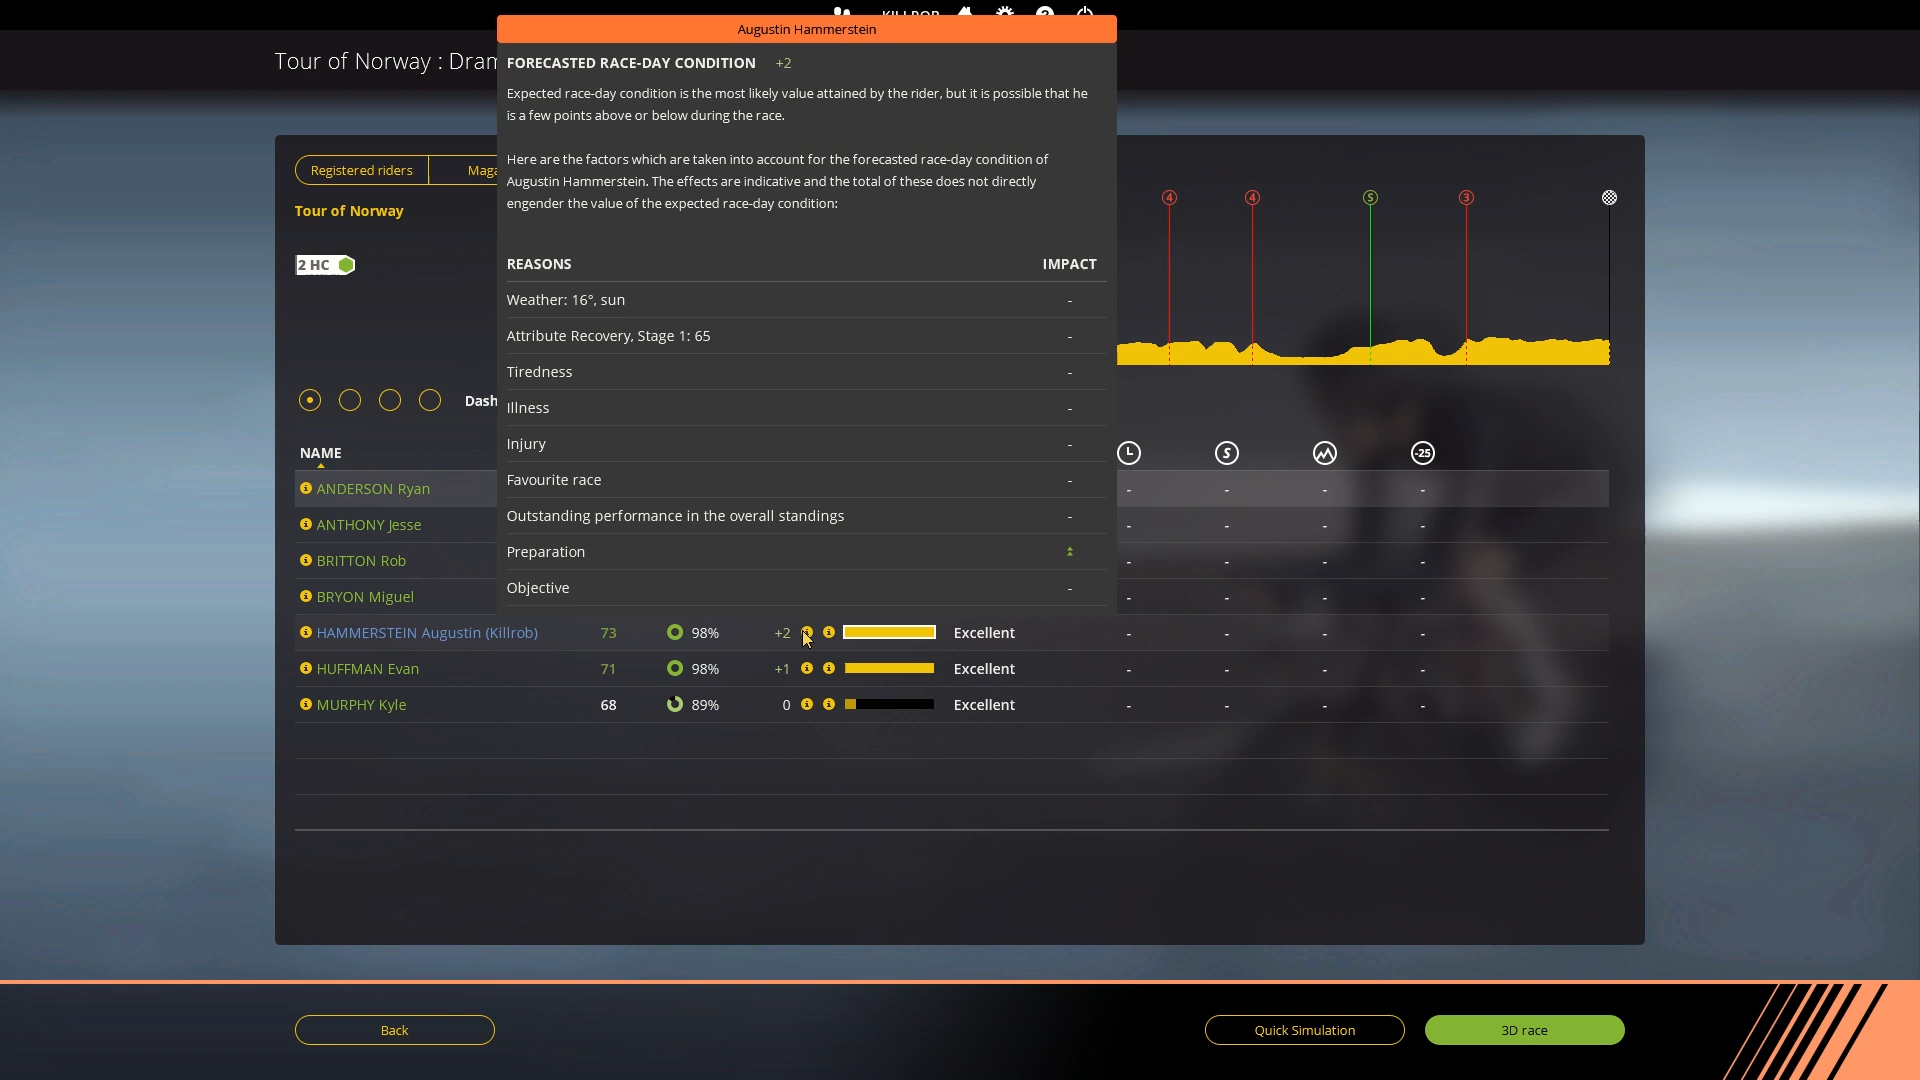 KILLROB
Augustin Hammerstein
Tour of Norway : Dram
FORECASTED RACE-DAY CONDITION +2
Expected race-day condition is the most likely value attained by the rider, but it is possible that he
is a few points above or below during the race.
Here are the factors which are taken into account for the forecasted race-day condition of
Augustin Hammerstein. The effects are indicative and the total of these does not directly
engender the value of the expected race-day condition:
Registered riders
Maga
Tour of Norway
2 HC
4 4 S 3
REASONS IMPACT
Weather: 16°, sun -
Attribute Recovery, Stage 1: 65 -
Tiredness -
Illness -
Injury -
Favourite race -
Outstanding performance in the overall standings -
Preparation
Objective -
Dash
NAME L S -25
ANDERSON Ryan - - - -
ANTHONY Jesse - - - -
BRITTON Rob - - - -
BRYON Miguel - - - -
HAMMERSTEIN Augustin (Killrob) 73 98% +2 Excellent - - - -
HUFFMAN Evan 71 98% +1 Excellent - - - -
MURPHY Kyle 68 89% 0 Excellent - - - -
Back
Quick Simulation
3D race